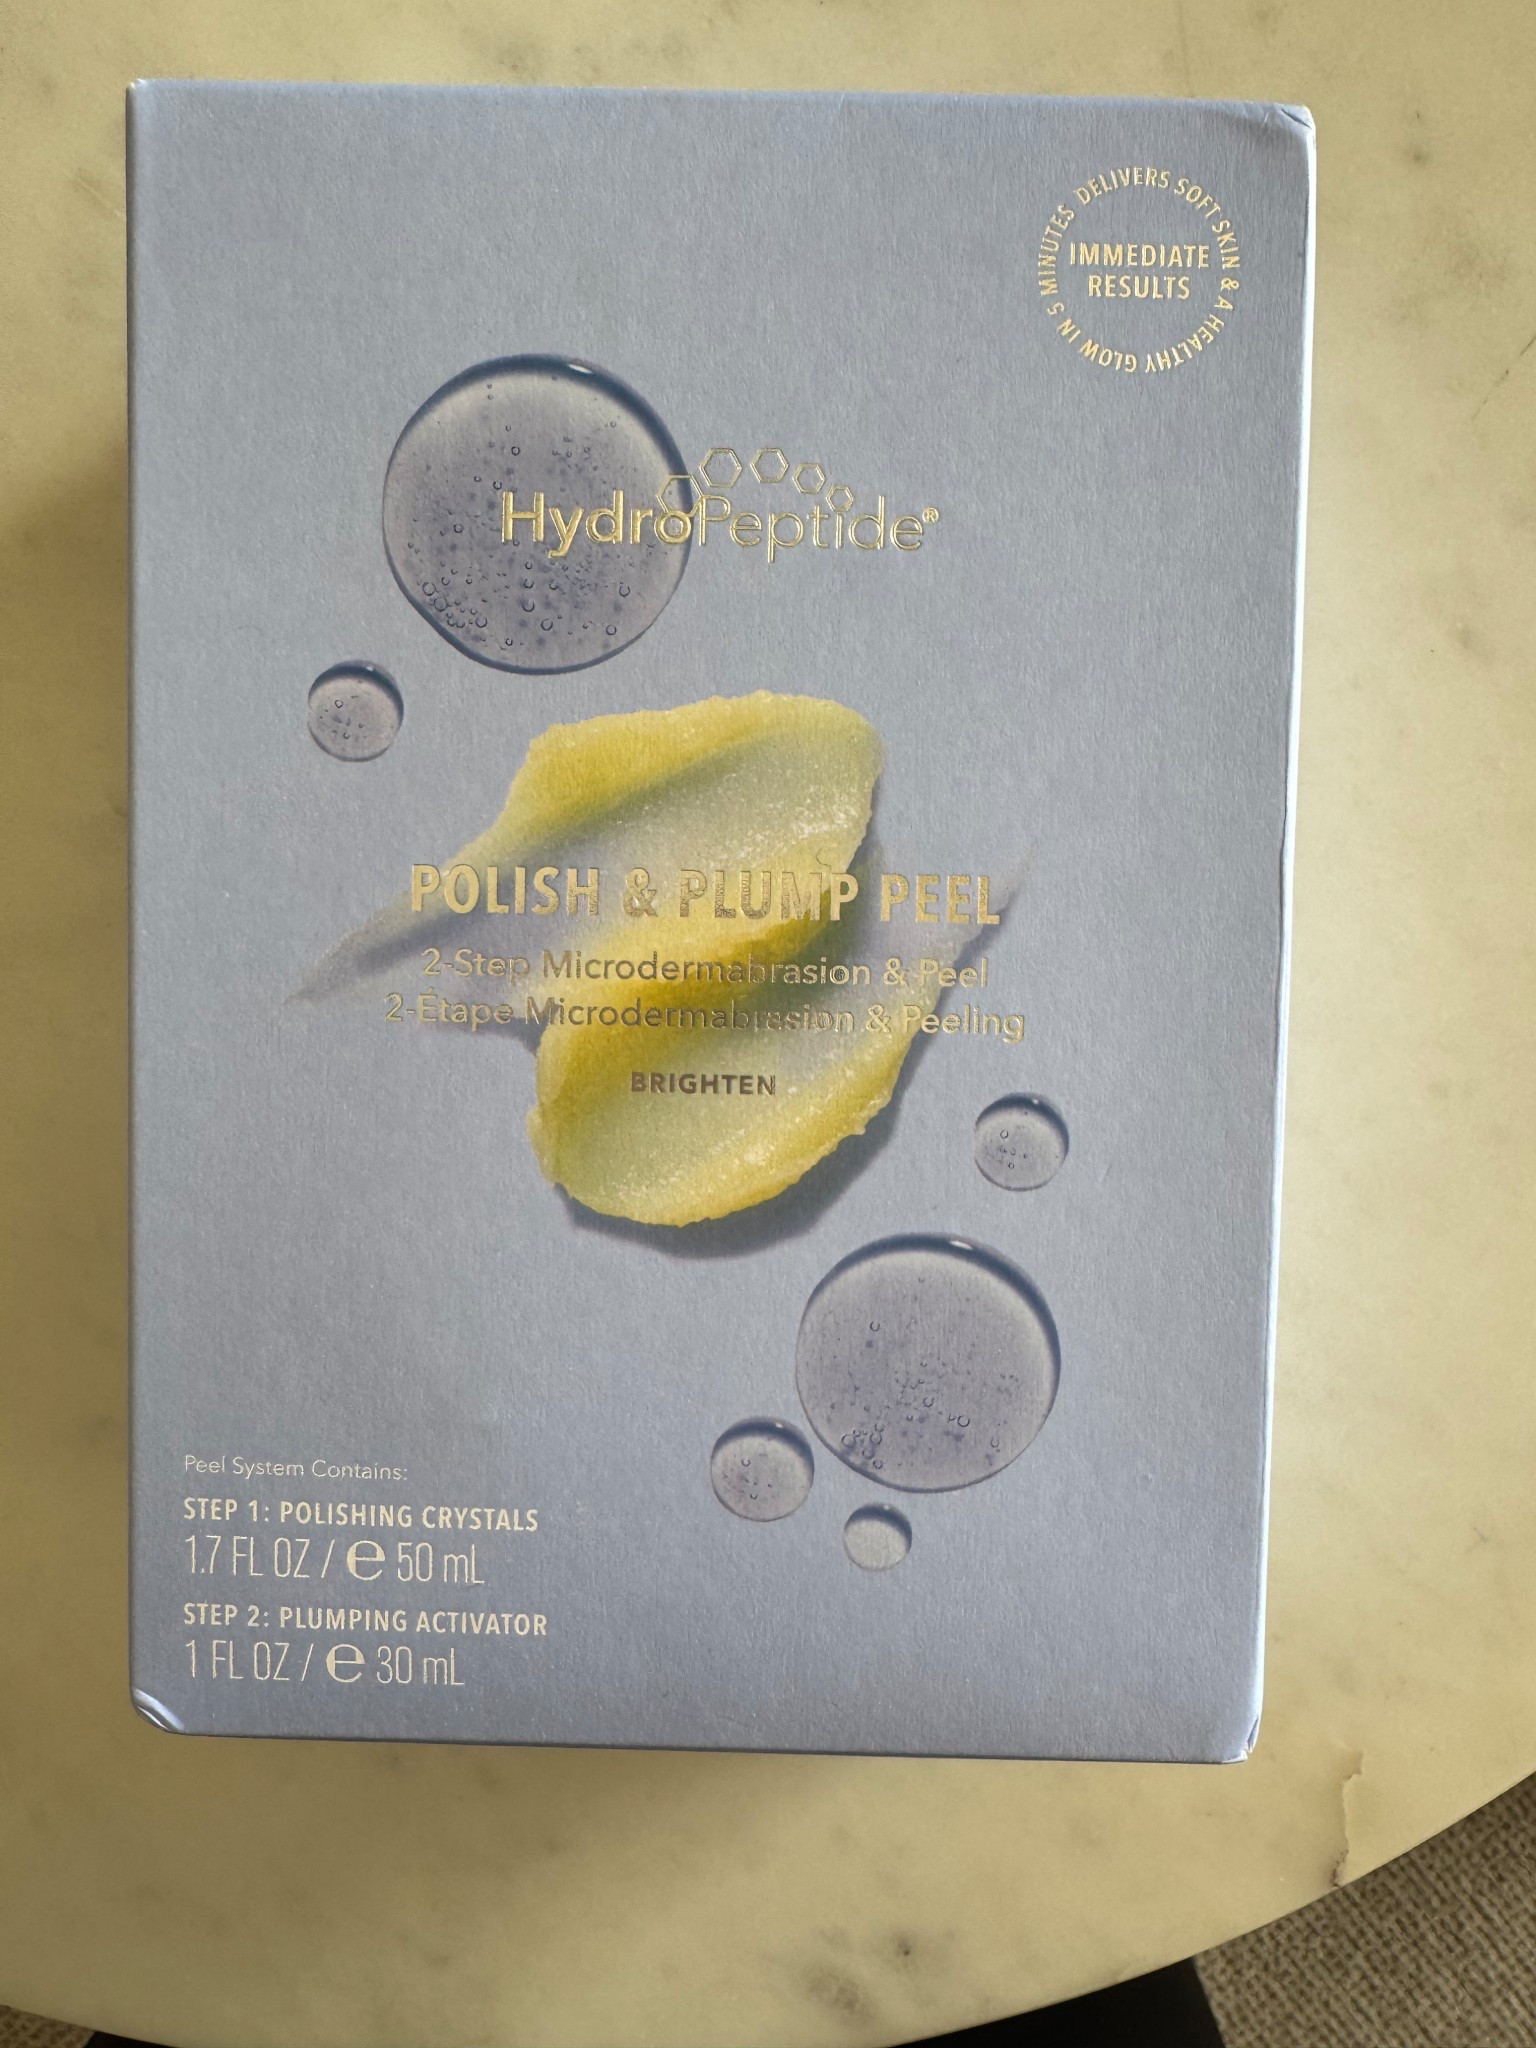 DELIVERS SOFT SKIN & A HEALTHY GLOW IN 5 MINUTES
IMMEDIATE
RESULTS
HydroPeptide®
POLISH & PLUMP PEEL
2-Step Microdermabrasion & Peel
2-Étape Microdermabrasion & Peeling
BRIGHTEN
Peel System Contains:
STEP 1: POLISHING CRYSTALS
1.7 FL OZ / ℮ 50 mL
STEP 2: PLUMPING ACTIVATOR
1 FL OZ / ℮ 30 mL